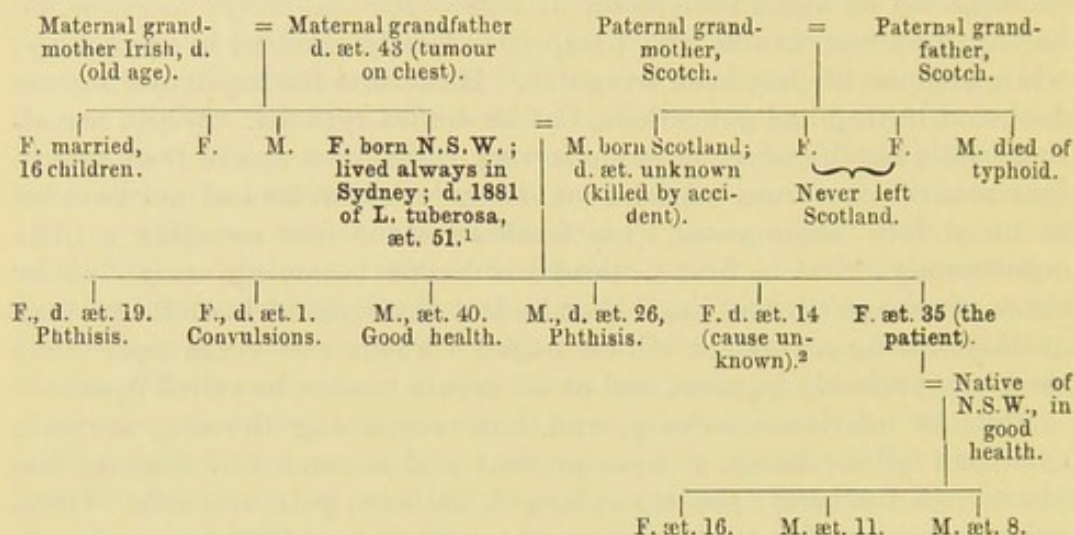 Maternal grand-
mother Irish, d.
(old age).
=
Maternal grandfather
d. æt. 43 (tumour
on chest).
Paternal grand-
mother,
Scotch.
=
Paternal grand-
father,
Scotch.
F. married,
16 children.
F.
M.
F. born N.S.W.;
lived always in
Sydney; d. 1881
of L. tuberosa,
æt. 51.¹
=
M. born Scotland;
d. æt. unknown
(killed by acci-
dent).
F.
F.
Never left
Scotland.
M. died of
typhoid.
F., d. æt. 19.
Phthisis.
F., d. æt. 1.
Convulsions.
M., æt. 40.
Good health.
M., d. æt. 26,
Phthisis.
F. d. æt. 14
(cause un-
known).²
F. æt. 35 (the
patient).
= Native of
N.S.W., in
good
health.
F. æt. 16.
M. æt. 11.
M. æt. 8.